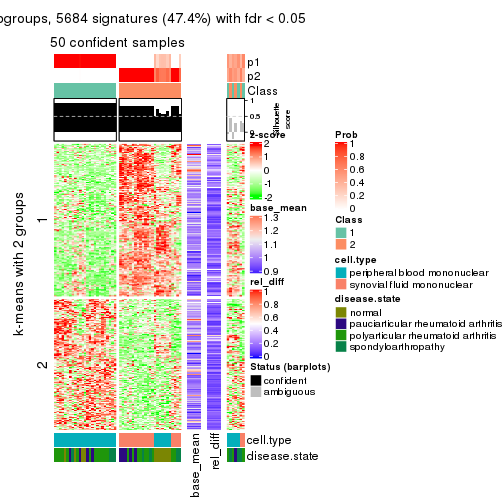 ogroups, 5684 signatures (47.4%) with fdr < 0.05
50 confident samples
p1
p2
Class
1
0.5
0
Silhouette
score
k-means with 2 groups
1
2
z-score
2
1
0
-1
-2
base_mean
1.3
1.2
1.1
1
0.9
rel_diff
1
0.8
0.6
0.4
0.2
0
Status (barplots)
confident
ambiguous
Prob
1
0.8
0.6
0.4
0.2
0
Class
1
2
cell.type
peripheral blood mononuclear
synovial fluid mononuclear
disease.state
normal
pauciarticular rheumatoid arthritis
polyarticular rheumatoid arthritis
spondyloarthropathy
cell.type
disease.state
base_mean
rel_diff